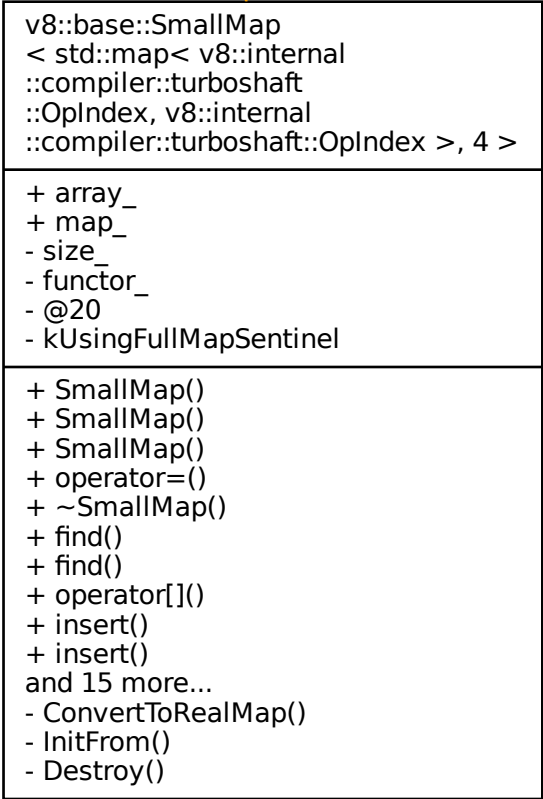 v8::base::SmallMap
< std::map< v8::internal
::compiler::turboshaft
::OpIndex, v8::internal
::compiler::turboshaft::OpIndex >, 4 >
+ array_
+ map_
- size_
- functor_
- @20
- kUsingFullMapSentinel
+ SmallMap()
+ SmallMap()
+ SmallMap()
+ operator=()
+ ~SmallMap()
+ find()
+ find()
+ operator[]()
+ insert()
+ insert()
and 15 more...
- ConvertToRealMap()
- InitFrom()
- Destroy()